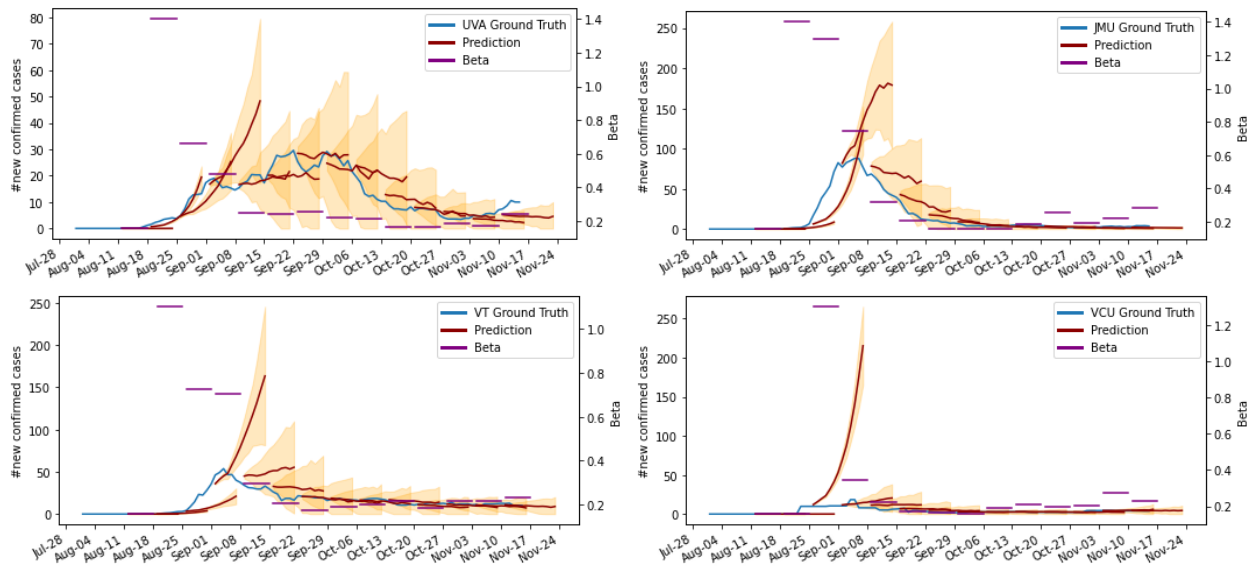 UVA Ground Truth
Prediction
Beta
#new confirmed cases
80
70
60
50
40
30
20
10
0
1.4
1.2
1.0
0.8
0.6
0.4
0.2
Beta
Jul-28 Aug-04 Aug-11 Aug-18 Aug-25 Sep-01 Sep-08 Sep-15 Sep-22 Sep-29 Oct-06 Oct-13 Oct-20 Oct-27 Nov-03 Nov-10 Nov-17 Nov-24
JMU Ground Truth
Prediction
Beta
#new confirmed cases
250
200
150
100
50
0
1.4
1.2
1.0
0.8
0.6
0.4
0.2
Beta
Jul-28 Aug-04 Aug-11 Aug-18 Aug-25 Sep-01 Sep-08 Sep-15 Sep-22 Sep-29 Oct-06 Oct-13 Oct-20 Oct-27 Nov-03 Nov-10 Nov-17 Nov-24
VT Ground Truth
Prediction
Beta
#new confirmed cases
250
200
150
100
50
0
1.0
0.8
0.6
0.4
0.2
Beta
Jul-28 Aug-04 Aug-11 Aug-18 Aug-25 Sep-01 Sep-08 Sep-15 Sep-22 Sep-29 Oct-06 Oct-13 Oct-20 Oct-27 Nov-03 Nov-10 Nov-17 Nov-24
VCU Ground Truth
Prediction
Beta
#new confirmed cases
250
200
150
100
50
0
1.2
1.0
0.8
0.6
0.4
0.2
Beta
Jul-28 Aug-04 Aug-11 Aug-18 Aug-25 Sep-01 Sep-08 Sep-15 Sep-22 Sep-29 Oct-06 Oct-13 Oct-20 Oct-27 Nov-03 Nov-10 Nov-17 Nov-24